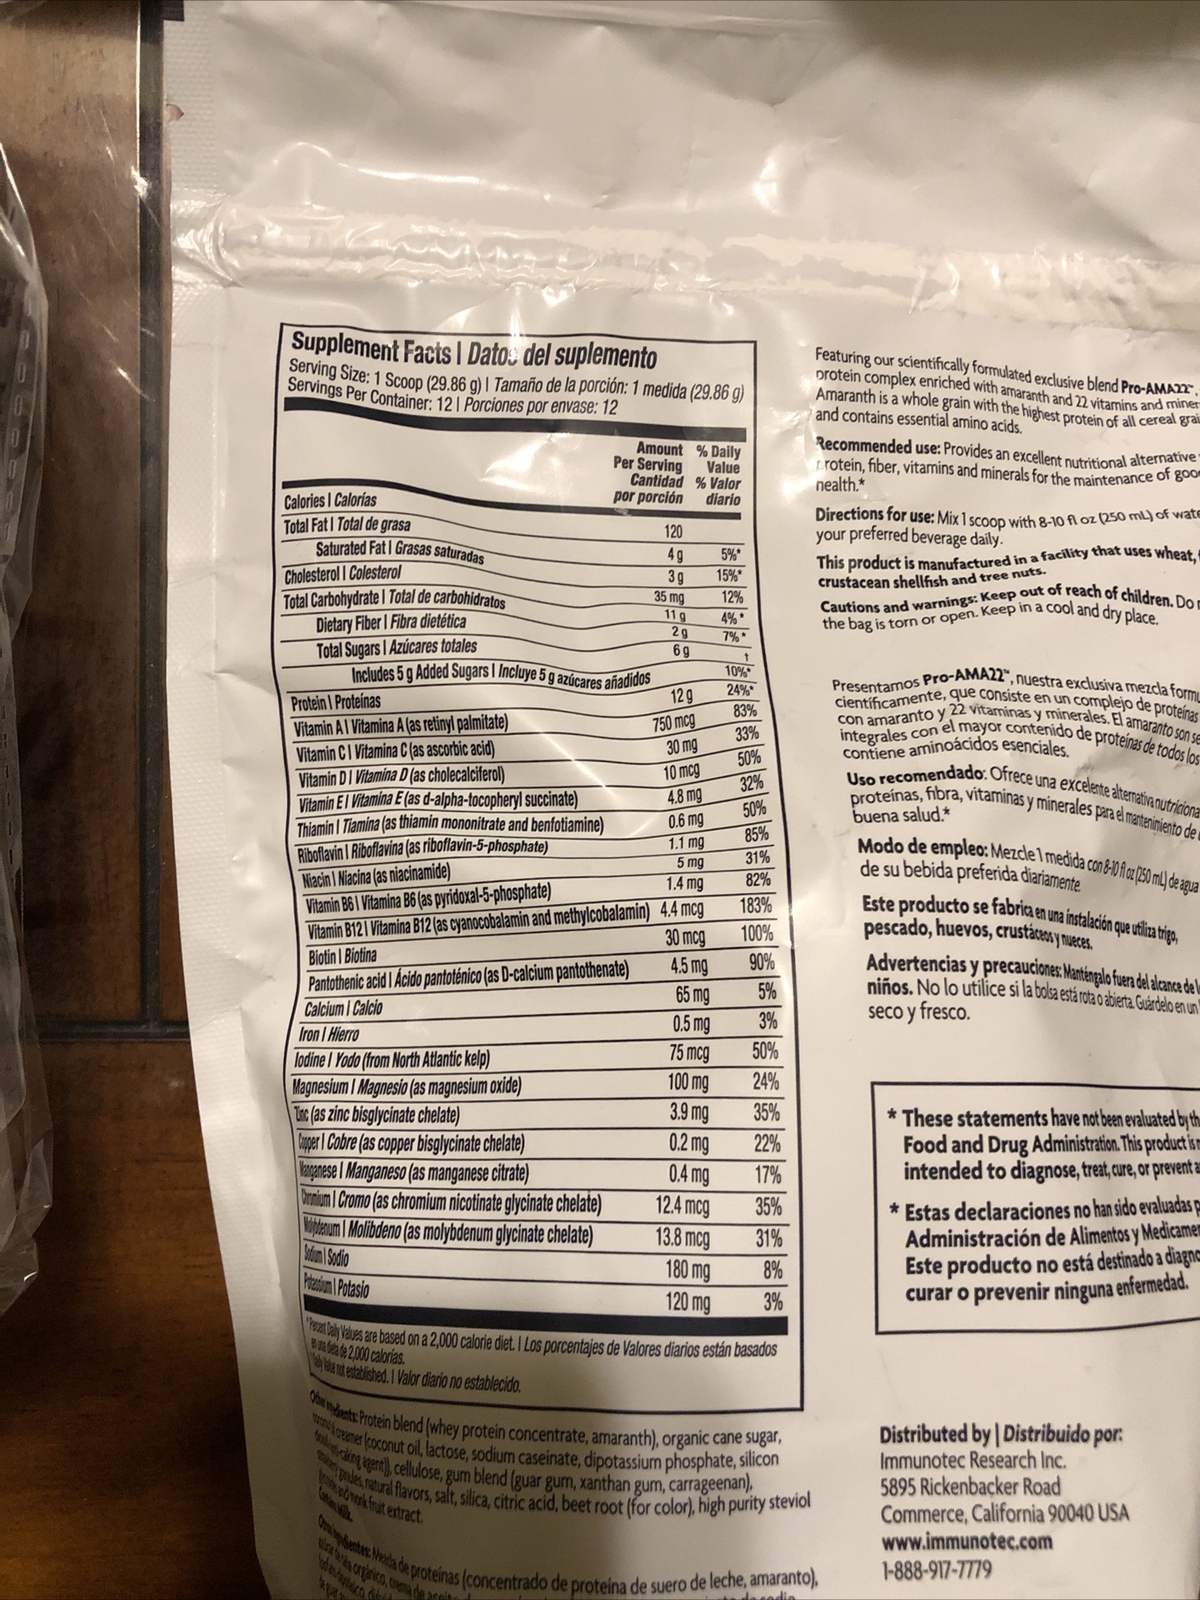 Supplement Facts | Datos del suplemento
Serving Size: 1 Scoop (29.86 g) | Tamaño de la porción: 1 medida (29.86 g)
Servings Per Container: 12 | Porciones por envase: 12
Amount % Daily
Per Serving Value
Cantidad % Valor
por porción diario
Calories | Calorías 120
Total Fat | Total de grasa 4 g 5%*
Saturated Fat | Grasas saturadas 3 g 15%*
Cholesterol | Colesterol 35 mg 12%
Total Carbohydrate | Total de carbohidratos 11 g 4%*
Dietary Fiber | Fibra dietética 2 g 7%*
Total Sugars | Azúcares totales 6 g †
Includes 5 g Added Sugars | Incluye 5 g azúcares añadidos 10%*
Protein | Proteínas 12 g 24%*
Vitamin A | Vitamina A (as retinyl palmitate) 750 mcg 83%
Vitamin C | Vitamina C (as ascorbic acid) 30 mg 33%
Vitamin D | Vitamina D (as cholecalciferol) 10 mcg 50%
Vitamin E | Vitamina E (as d-alpha-tocopheryl succinate) 4.8 mg 32%
Thiamin | Tiamina (as thiamin mononitrate and benfotiamine) 0.6 mg 50%
Riboflavin | Riboflavina (as riboflavin-5-phosphate) 1.1 mg 85%
Niacin | Niacina (as niacinamide) 5 mg 31%
Vitamin B6 | Vitamina B6 (as pyridoxal-5-phosphate) 1.4 mg 82%
Vitamin B12 | Vitamina B12 (as cyanocobalamin and methylcobalamin) 4.4 mcg 183%
Biotin | Biotina 30 mcg 100%
Pantothenic acid | Ácido pantoténico (as D-calcium pantothenate) 4.5 mg 90%
Calcium | Calcio 65 mg 5%
Iron | Hierro 0.5 mg 3%
Iodine | Yodo (from North Atlantic kelp) 75 mcg 50%
Magnesium | Magnesio (as magnesium oxide) 100 mg 24%
Zinc (as zinc bisglycinate chelate) 3.9 mg 35%
Copper | Cobre (as copper bisglycinate chelate) 0.2 mg 22%
Manganese | Manganeso (as manganese citrate) 0.4 mg 17%
Chromium | Cromo (as chromium nicotinate glycinate chelate) 12.4 mcg 35%
Molybdenum | Molibdeno (as molybdenum glycinate chelate) 13.8 mcg 31%
Sodium | Sodio 180 mg 8%
Potassium | Potasio 120 mg 3%
*Percent Daily Values are based on a 2,000 calorie diet. | Los porcentajes de Valores diarios están basados
en una dieta de 2,000 calorías.
Daily Value not established. | Valor diario no establecido.
Other ingredients: Protein blend (whey protein concentrate, amaranth), organic cane sugar,
creamer (coconut oil, lactose, sodium caseinate, dipotassium phosphate, silicon
agent)), cellulose, gum blend (guar gum, xanthan gum, carrageenan),
natural flavors, salt, silica, citric acid, beet root (for color), high purity steviol
and monk fruit extract.
Contains Milk.
Mezcla de proteínas (concentrado de proteína de suero de leche, amaranto),
Featuring our scientifically formulated exclusive blend Pro-AMA22™,
protein complex enriched with amaranth and 22 vitamins and miner
Amaranth is a whole grain with the highest protein of all cereal grai
and contains essential amino acids.
Recommended use: Provides an excellent nutritional alternative
protein, fiber, vitamins and minerals for the maintenance of goo
health.*
Directions for use: Mix 1 scoop with 8-10 fl oz (250 mL) of wate
your preferred beverage daily.
This product is manufactured in a facility that uses wheat,
crustacean shellfish and tree nuts.
Cautions and warnings: Keep out of reach of children. Do
the bag is torn or open. Keep in a cool and dry place.
Presentamos Pro-AMA22™, nuestra exclusiva mezcla formu
científicamente, que consiste en un complejo de proteínas
con amaranto y 22 vitaminas y minerales. El amaranto son se
integrales con el mayor contenido de proteínas de todos los
contiene aminoácidos esenciales.
Uso recomendado: Ofrece una excelente alternativa nutriciona
proteínas, fibra, vitaminas y minerales para el mantenimiento de
buena salud.*
Modo de empleo: Mezcle 1 medida con 8-10 fl oz (250 mL) de agua
de su bebida preferida diariamente
Este producto se fabrica en una instalación que utiliza trigo,
pescado, huevos, crustáceos y nueces.
Advertencias y precauciones: Manténgalo fuera del alcance de l
niños. No lo utilice si la bolsa está rota o abierta. Guárdelo en un
seco y fresco.
* These statements have not been evaluated by th
Food and Drug Administration. This product is n
intended to diagnose, treat, cure, or prevent a
* Estas declaraciones no han sido evaluadas p
Administración de Alimentos y Medicamen
Este producto no está destinado a diagno
curar o prevenir ninguna enfermedad.
Distributed by | Distribuido por:
Immunotec Research Inc.
5895 Rickenbacker Road
Commerce, California 90040 USA
www.immunotec.com
1-888-917-7779